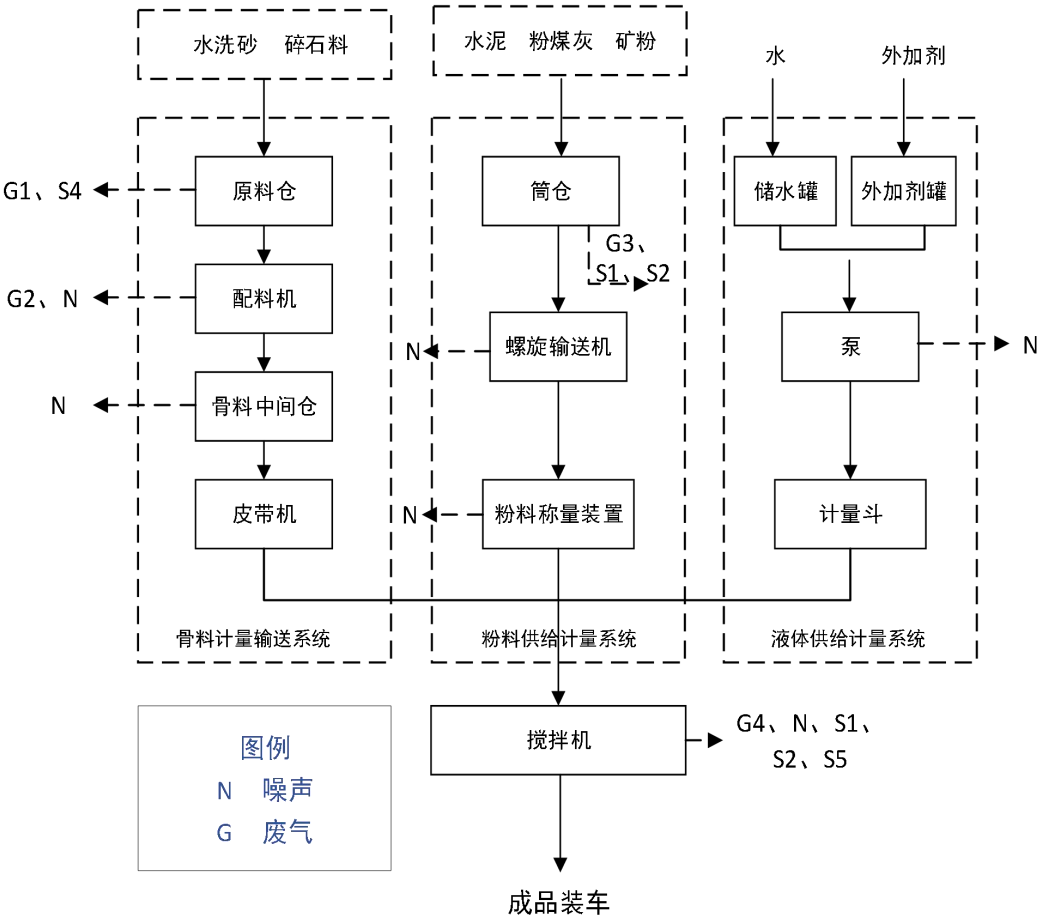 水洗砂 碎石料
水泥 粉煤灰 矿粉
水
外加剂
原料仓
G1、S4
配料机
G2、N
骨料中间仓
N
皮带机
骨料计量输送系统
筒仓
G3、
S1、S2
螺旋输送机
N
粉料称量装置
N
粉料供给计量系统
储水罐
外加剂罐
泵
N
计量斗
液体供给计量系统
搅拌机
G4、N、S1、
S2、S5
成品装车
图例
N 噪声
G 废气